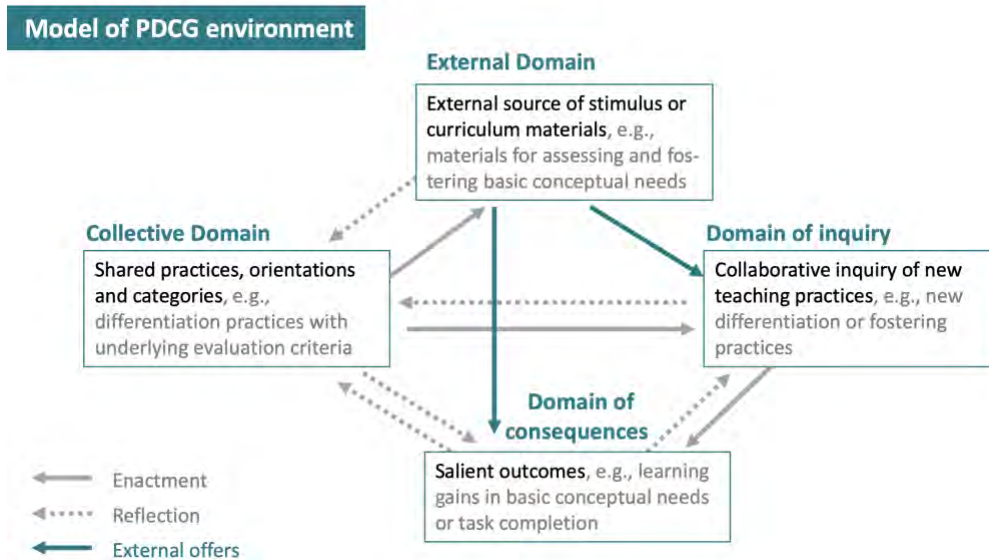 Model of PDCG environment
External Domain
External source of stimulus or
curriculum materials, e.g.,
materials for assessing and fos-
tering basic conceptual needs
Collective Domain
Shared practices, orientations
and categories, e.g.,
differentiation practices with
underlying evaluation criteria
Domain of inquiry
Collaborative inquiry of new
teaching practices, e.g., new
differentiation or fostering
practices
Domain of
consequences
Salient outcomes, e.g., learning
gains in basic conceptual needs
or task completion
Enactment
Reflection
External offers